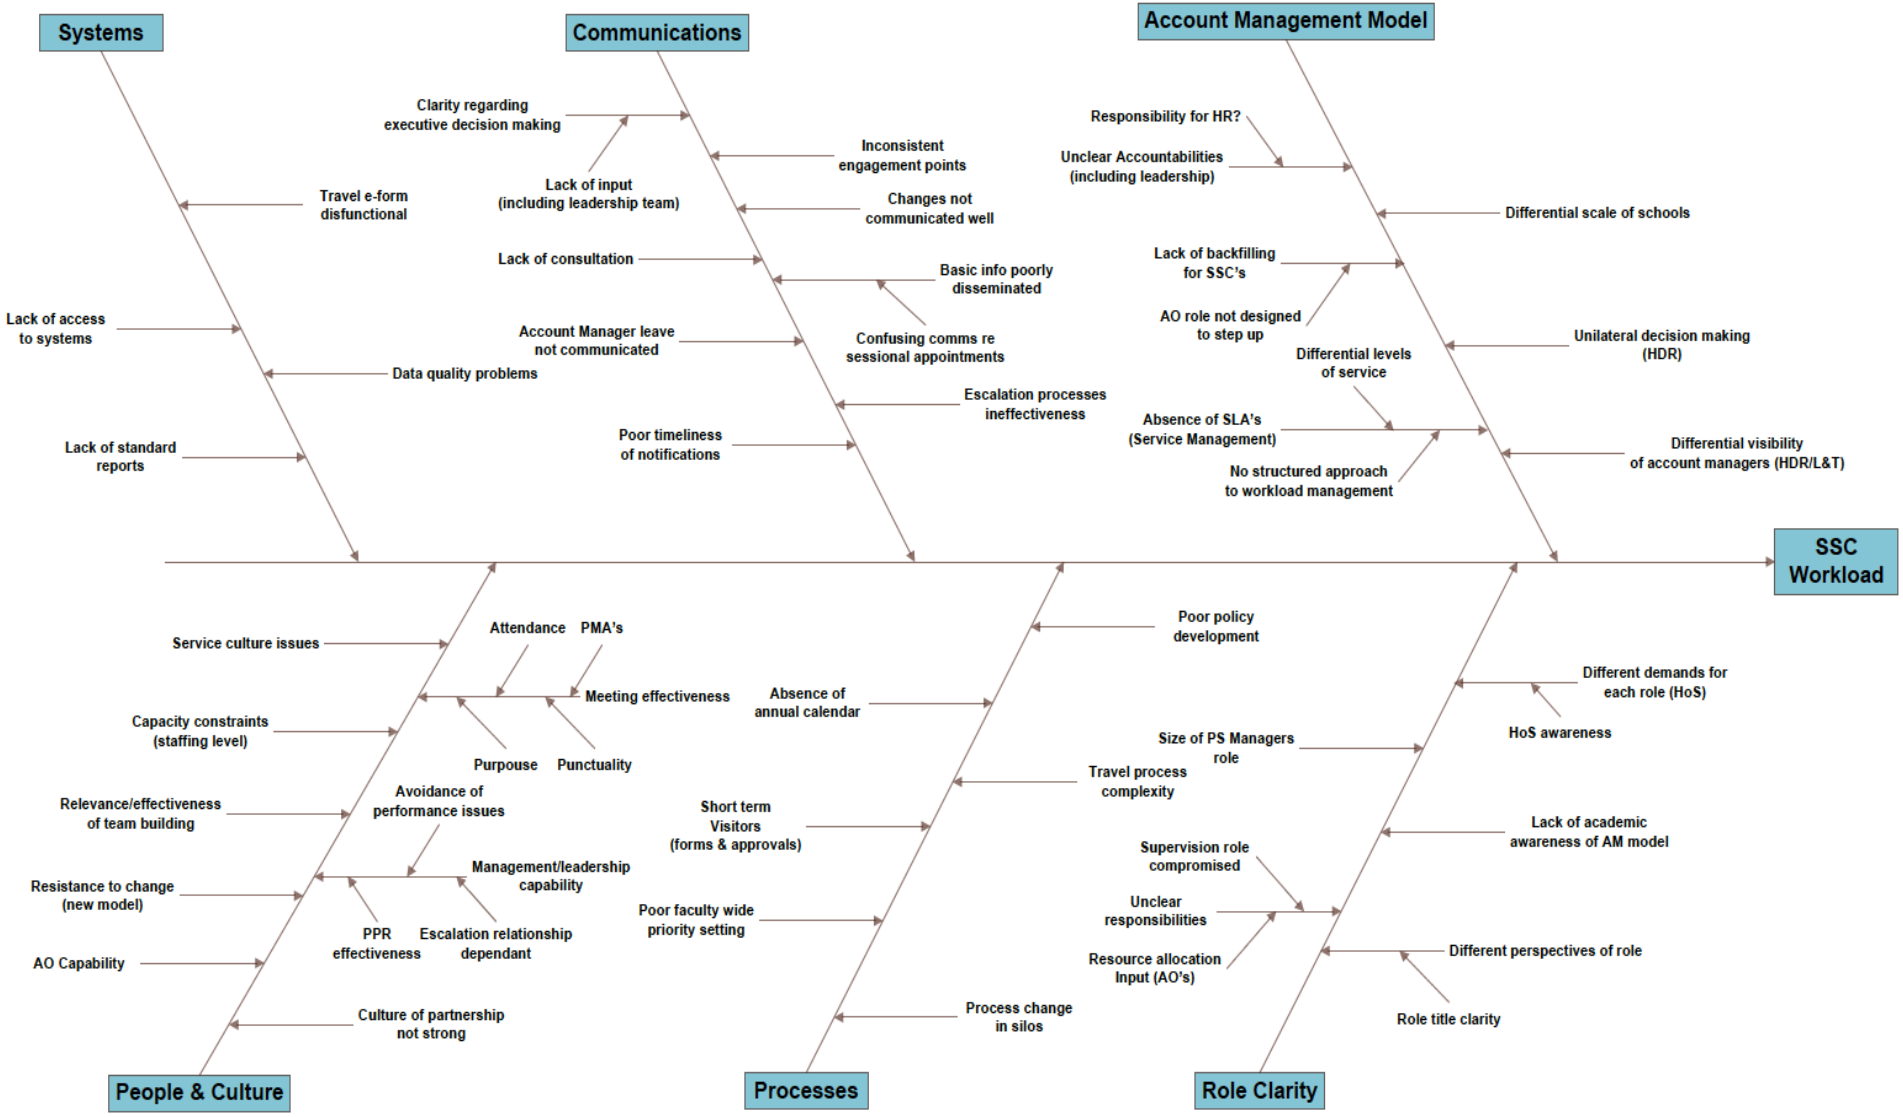 Systems
Communications
Account Management Model
Clarity regarding
executive decision making
Lack of input
(including leadership team)
Inconsistent
engagement points
Changes not
communicated well
Lack of consultation
Basic info poorly
disseminated
Confusing comms re
sessional appointments
Account Manager leave
not communicated
Escalation processes
ineffectiveness
Poor timeliness
of notifications
Travel e-form
disfunctional
Lack of access
to systems
Data quality problems
Lack of standard
reports
Responsibility for HR?
Unclear Accountabilities
(including leadership)
Differential scale of schools
Lack of backfilling
for SSC's
AO role not designed
to step up
Unilateral decision making
(HDR)
Differential levels
of service
Absence of SLA's
(Service Management)
No structured approach
to workload management
Differential visibility
of account managers (HDR/L&T)
SSC
Workload
Service culture issues
Attendance
PMA's
Meeting effectiveness
Purpouse
Punctuality
Capacity constraints
(staffing level)
Relevance/effectiveness
of team building
Avoidance of
performance issues
Management/leadership
capability
PPR
effectiveness
Escalation relationship
dependant
Resistance to change
(new model)
AO Capability
Culture of partnership
not strong
Poor policy
development
Absence of
annual calendar
Travel process
complexity
Short term
Visitors
(forms & approvals)
Poor faculty wide
priority setting
Process change
in silos
Different demands for
each role (HoS)
HoS awareness
Size of PS Managers
role
Lack of academic
awareness of AM model
Supervision role
compromised
Unclear
responsibilities
Resource allocation
Input (AO's)
Different perspectives of role
Role title clarity
People & Culture
Processes
Role Clarity